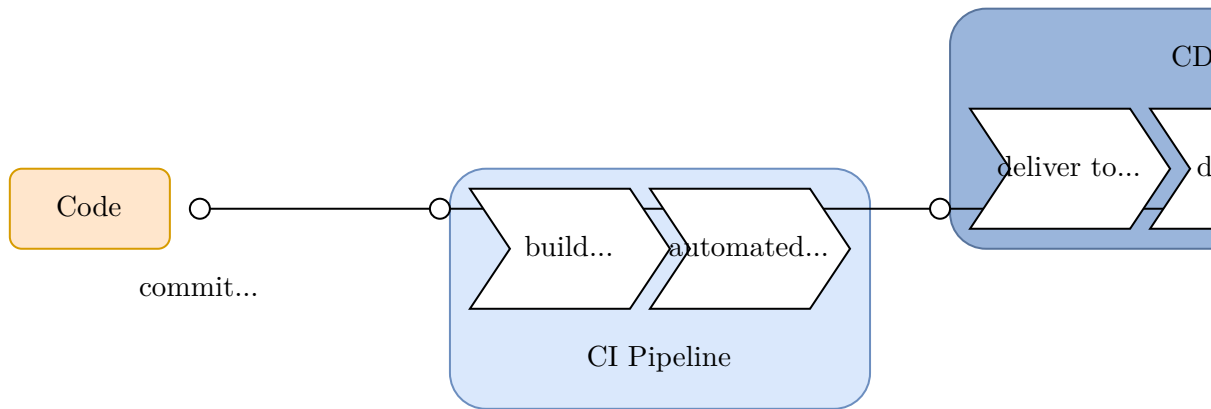 Code
commit...
build...
automated...
CI Pipeline
CD
deliver to...